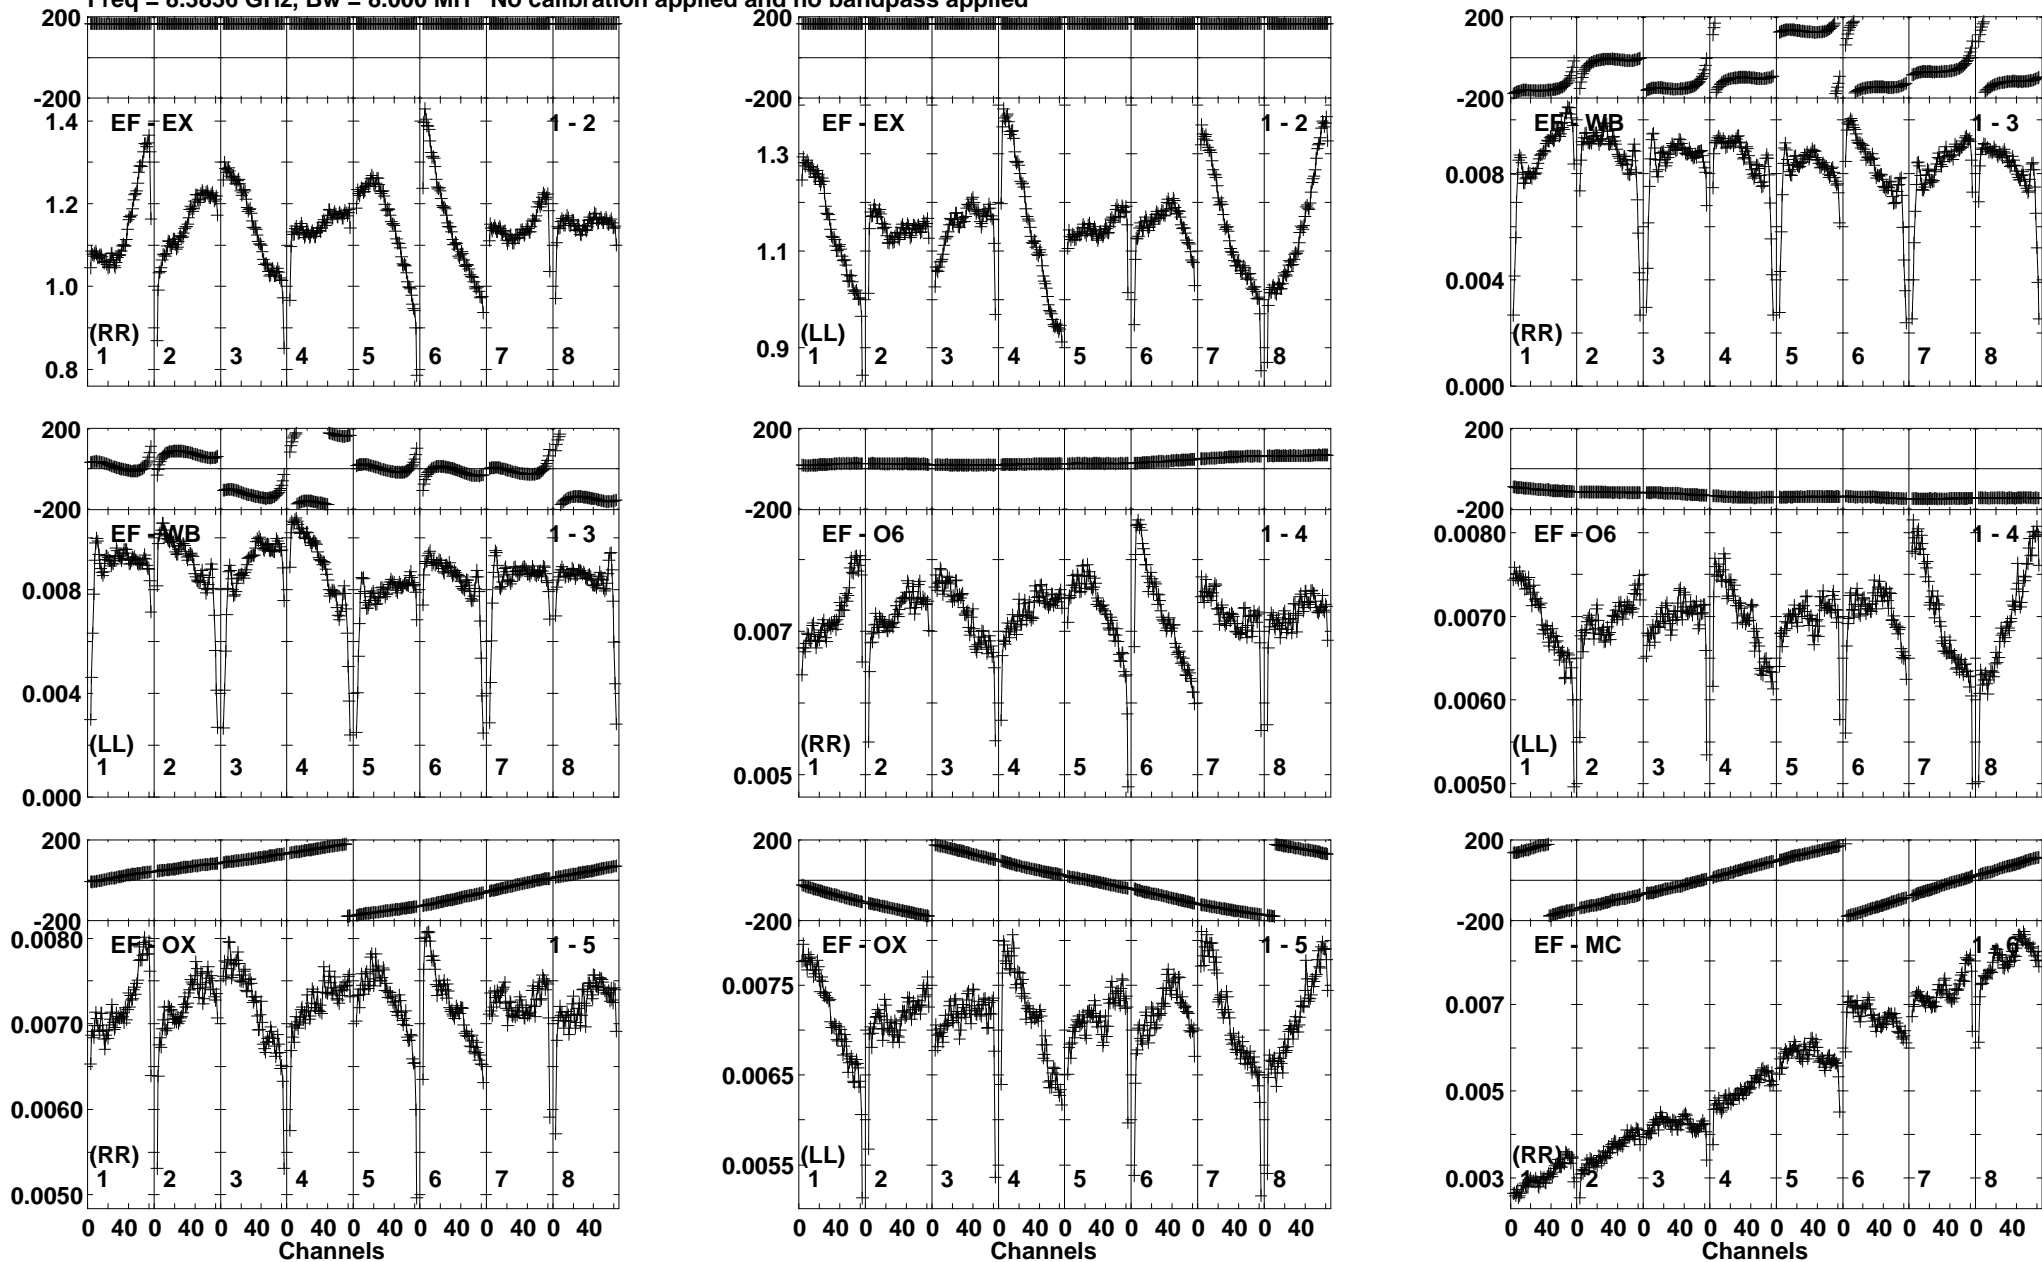 Freq = 8.3836 GHz, Bw = 8.000 MH No calibration applied and no bandpass applied
200
-200
EF - EX 1 - 2
1.4
1.2
1.0
0.8
(RR)
1 2 3 4 5 6 7 8
200
-200
EF - EX 1 - 2
1.3
1.1
0.9
(LL)
1 2 3 4 5 6 7 8
200
-200
EF - WB 1 - 3
0.008
0.004
0.000
(RR)
1 2 3 4 5 6 7 8
200
-200
EF - WB 1 - 3
0.008
0.004
0.000
(LL)
1 2 3 4 5 6 7 8
200
-200
EF - O6 1 - 4
0.007
0.005
(RR)
1 2 3 4 5 6 7 8
200
-200
EF - O6 1 - 4
0.0080
0.0070
0.0060
0.0050
(LL)
1 2 3 4 5 6 7 8
200
-200
EF - OX 1 - 5
0.0080
0.0070
0.0060
0.0050
(RR)
1 2 3 4 5 6 7 8
0 40 0 40 0 40 0 40 0 40 0 40 0 40 0 40
Channels
200
-200
EF - OX 1 - 5
0.0075
0.0065
0.0055
(LL)
1 2 3 4 5 6 7 8
0 40 0 40 0 40 0 40 0 40 0 40 0 40 0 40
Channels
200
-200
EF - MC 1 - 6
0.007
0.005
0.003
(RR)
1 2 3 4 5 6 7 8
0 40 0 40 0 40 0 40 0 40 0 40 0 40 0 40
Channels